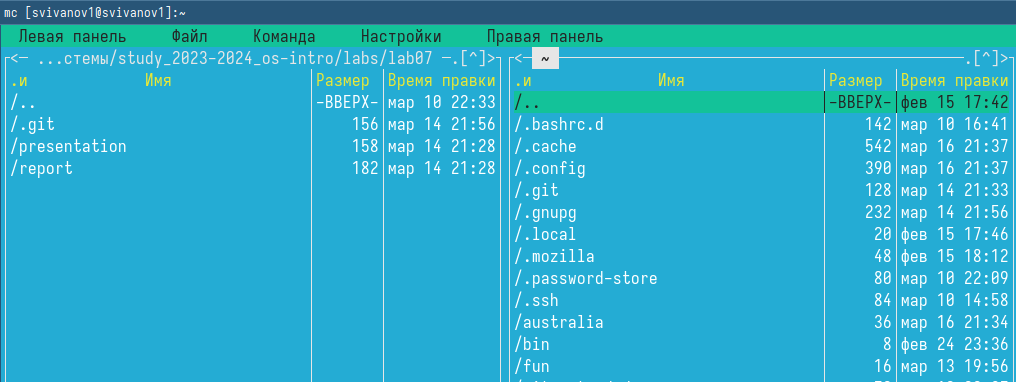 mc [svivanov1@svivanov1]:~
Левая панель Файл Команда Настройки Правая панель
<─ ...стемы/study_2023-2024_os-intro/labs/lab07 ─.[^]>
.и Имя Размер Время правки
/.. -ВВЕРХ- мар 10 22:33
/.git 156 мар 14 21:56
/presentation 158 мар 14 21:28
/report 182 мар 14 21:28
<─ ~ .[^]>
.и Имя Размер Время правки
/.. -ВВЕРХ- фев 15 17:42
/.bashrc.d 142 мар 10 16:41
/.cache 542 мар 16 21:37
/.config 390 мар 16 21:37
/.git 128 мар 14 21:33
/.gnupg 232 мар 14 21:56
/.local 20 фев 15 17:46
/.mozilla 48 фев 15 18:12
/.password-store 80 мар 10 22:09
/.ssh 84 мар 10 14:58
/australia 36 мар 16 21:34
/bin 8 фев 24 23:36
/fun 16 мар 13 19:56